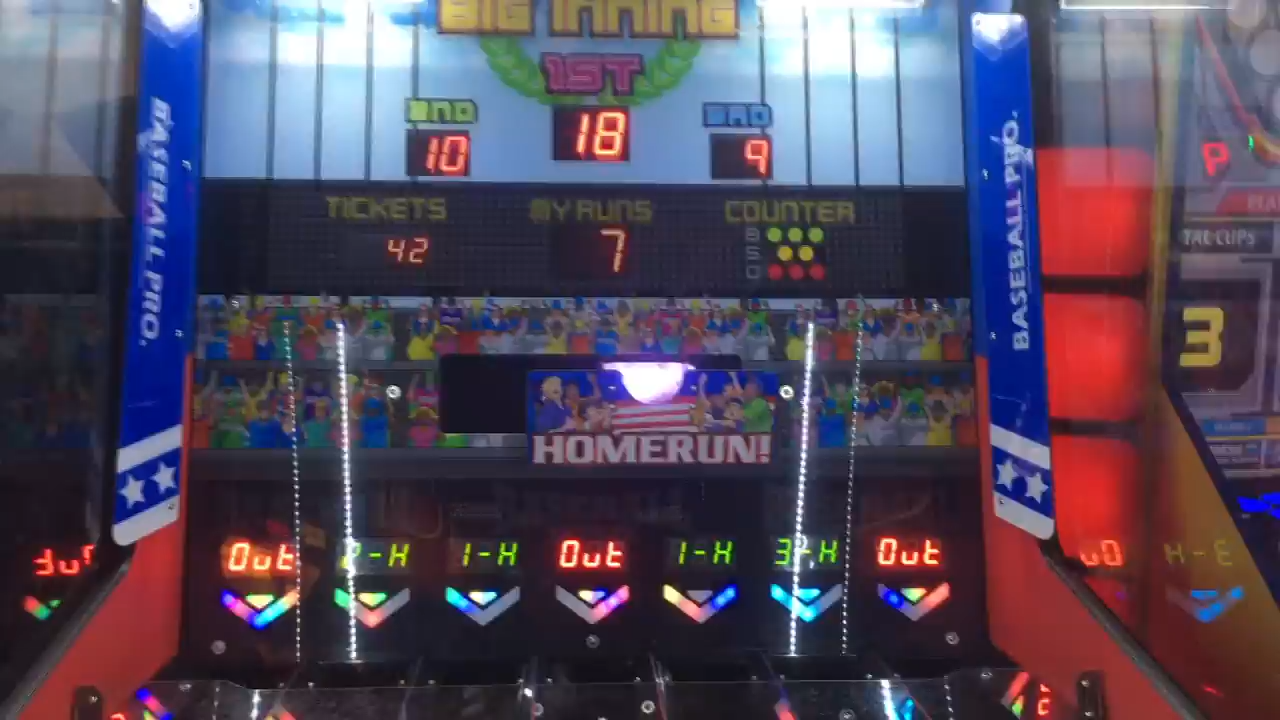 BIG INNING
1ST
2ND
3RD
10
18
9
TICKETS
MY RUNS
COUNTER
42
7
B
S
O
BASEBALL PRO.
BASEBALL PRO.
HOMERUN!
Out
2-H
1-H
Out
1-H
3-H
Out
P
3